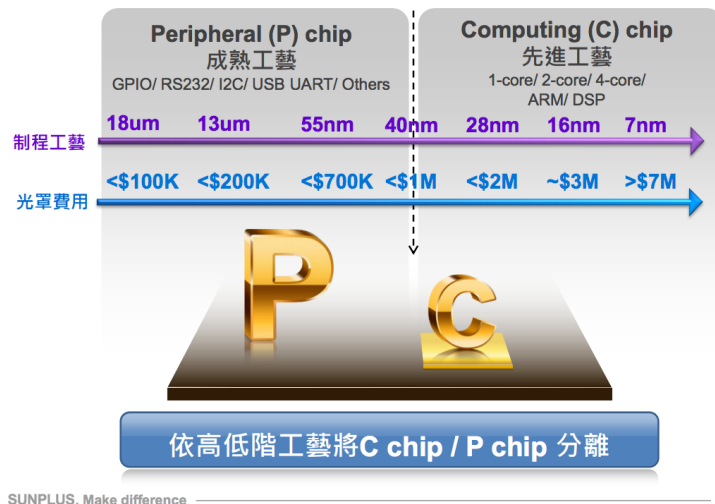 Peripheral (P) chip
成熟工藝
GPIO/ RS232/ I2C/ USB UART/ Others
Computing (C) chip
先進工藝
1-core/ 2-core/ 4-core/
ARM/ DSP
制程工藝
18um 13um 55nm 40nm 28nm 16nm 7nm
光罩費用
<$100K <$200K <$700K <$1M <$2M ~$3M >$7M
P
C
依高低階工藝將C chip / P chip 分離
SUNPLUS, Make difference